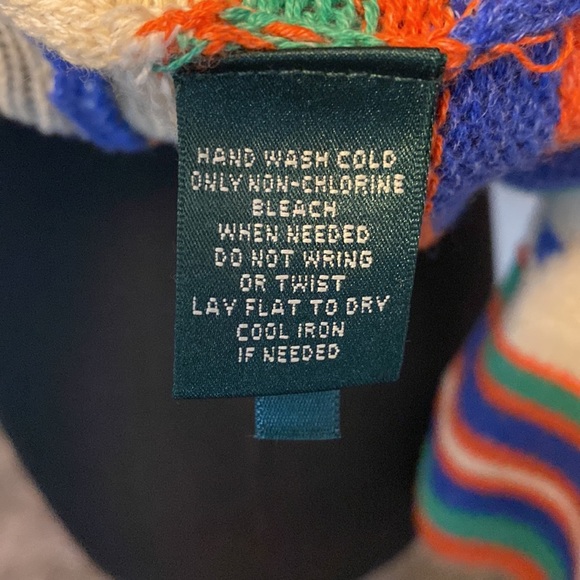 HAND WASH COLD
ONLY NON-CHLORINE
BLEACH
WHEN NEEDED
DO NOT WRING
OR TWIST
LAY FLAT TO DRY
COOL IRON
IF NEEDED